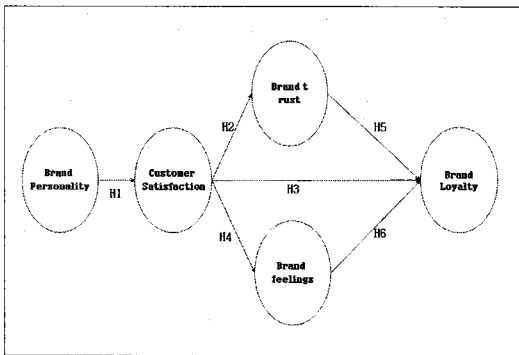 Brand t
rust
H2
H5
Brand
Personality
H1
Customer
Satisfaction
H3
Brand
Loyalty
H4
H6
Brand
feelings